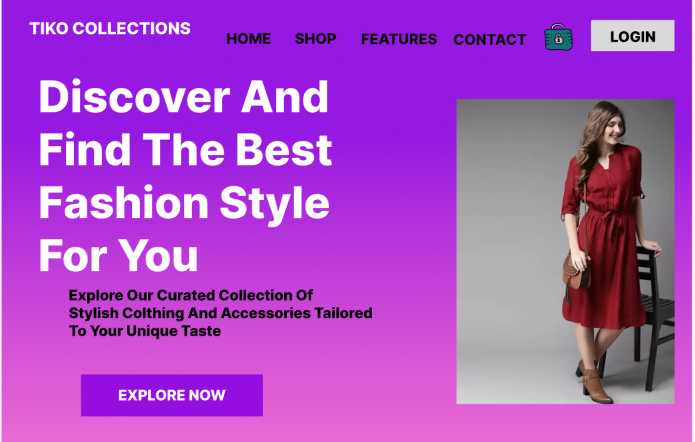 TIKO COLLECTIONS
HOME SHOP FEATURES CONTACT LOGIN
Discover And
Find The Best
Fashion Style
For You
Explore Our Curated Collection Of
Stylish Colthing And Accessories Tailored
To Your Unique Taste
EXPLORE NOW